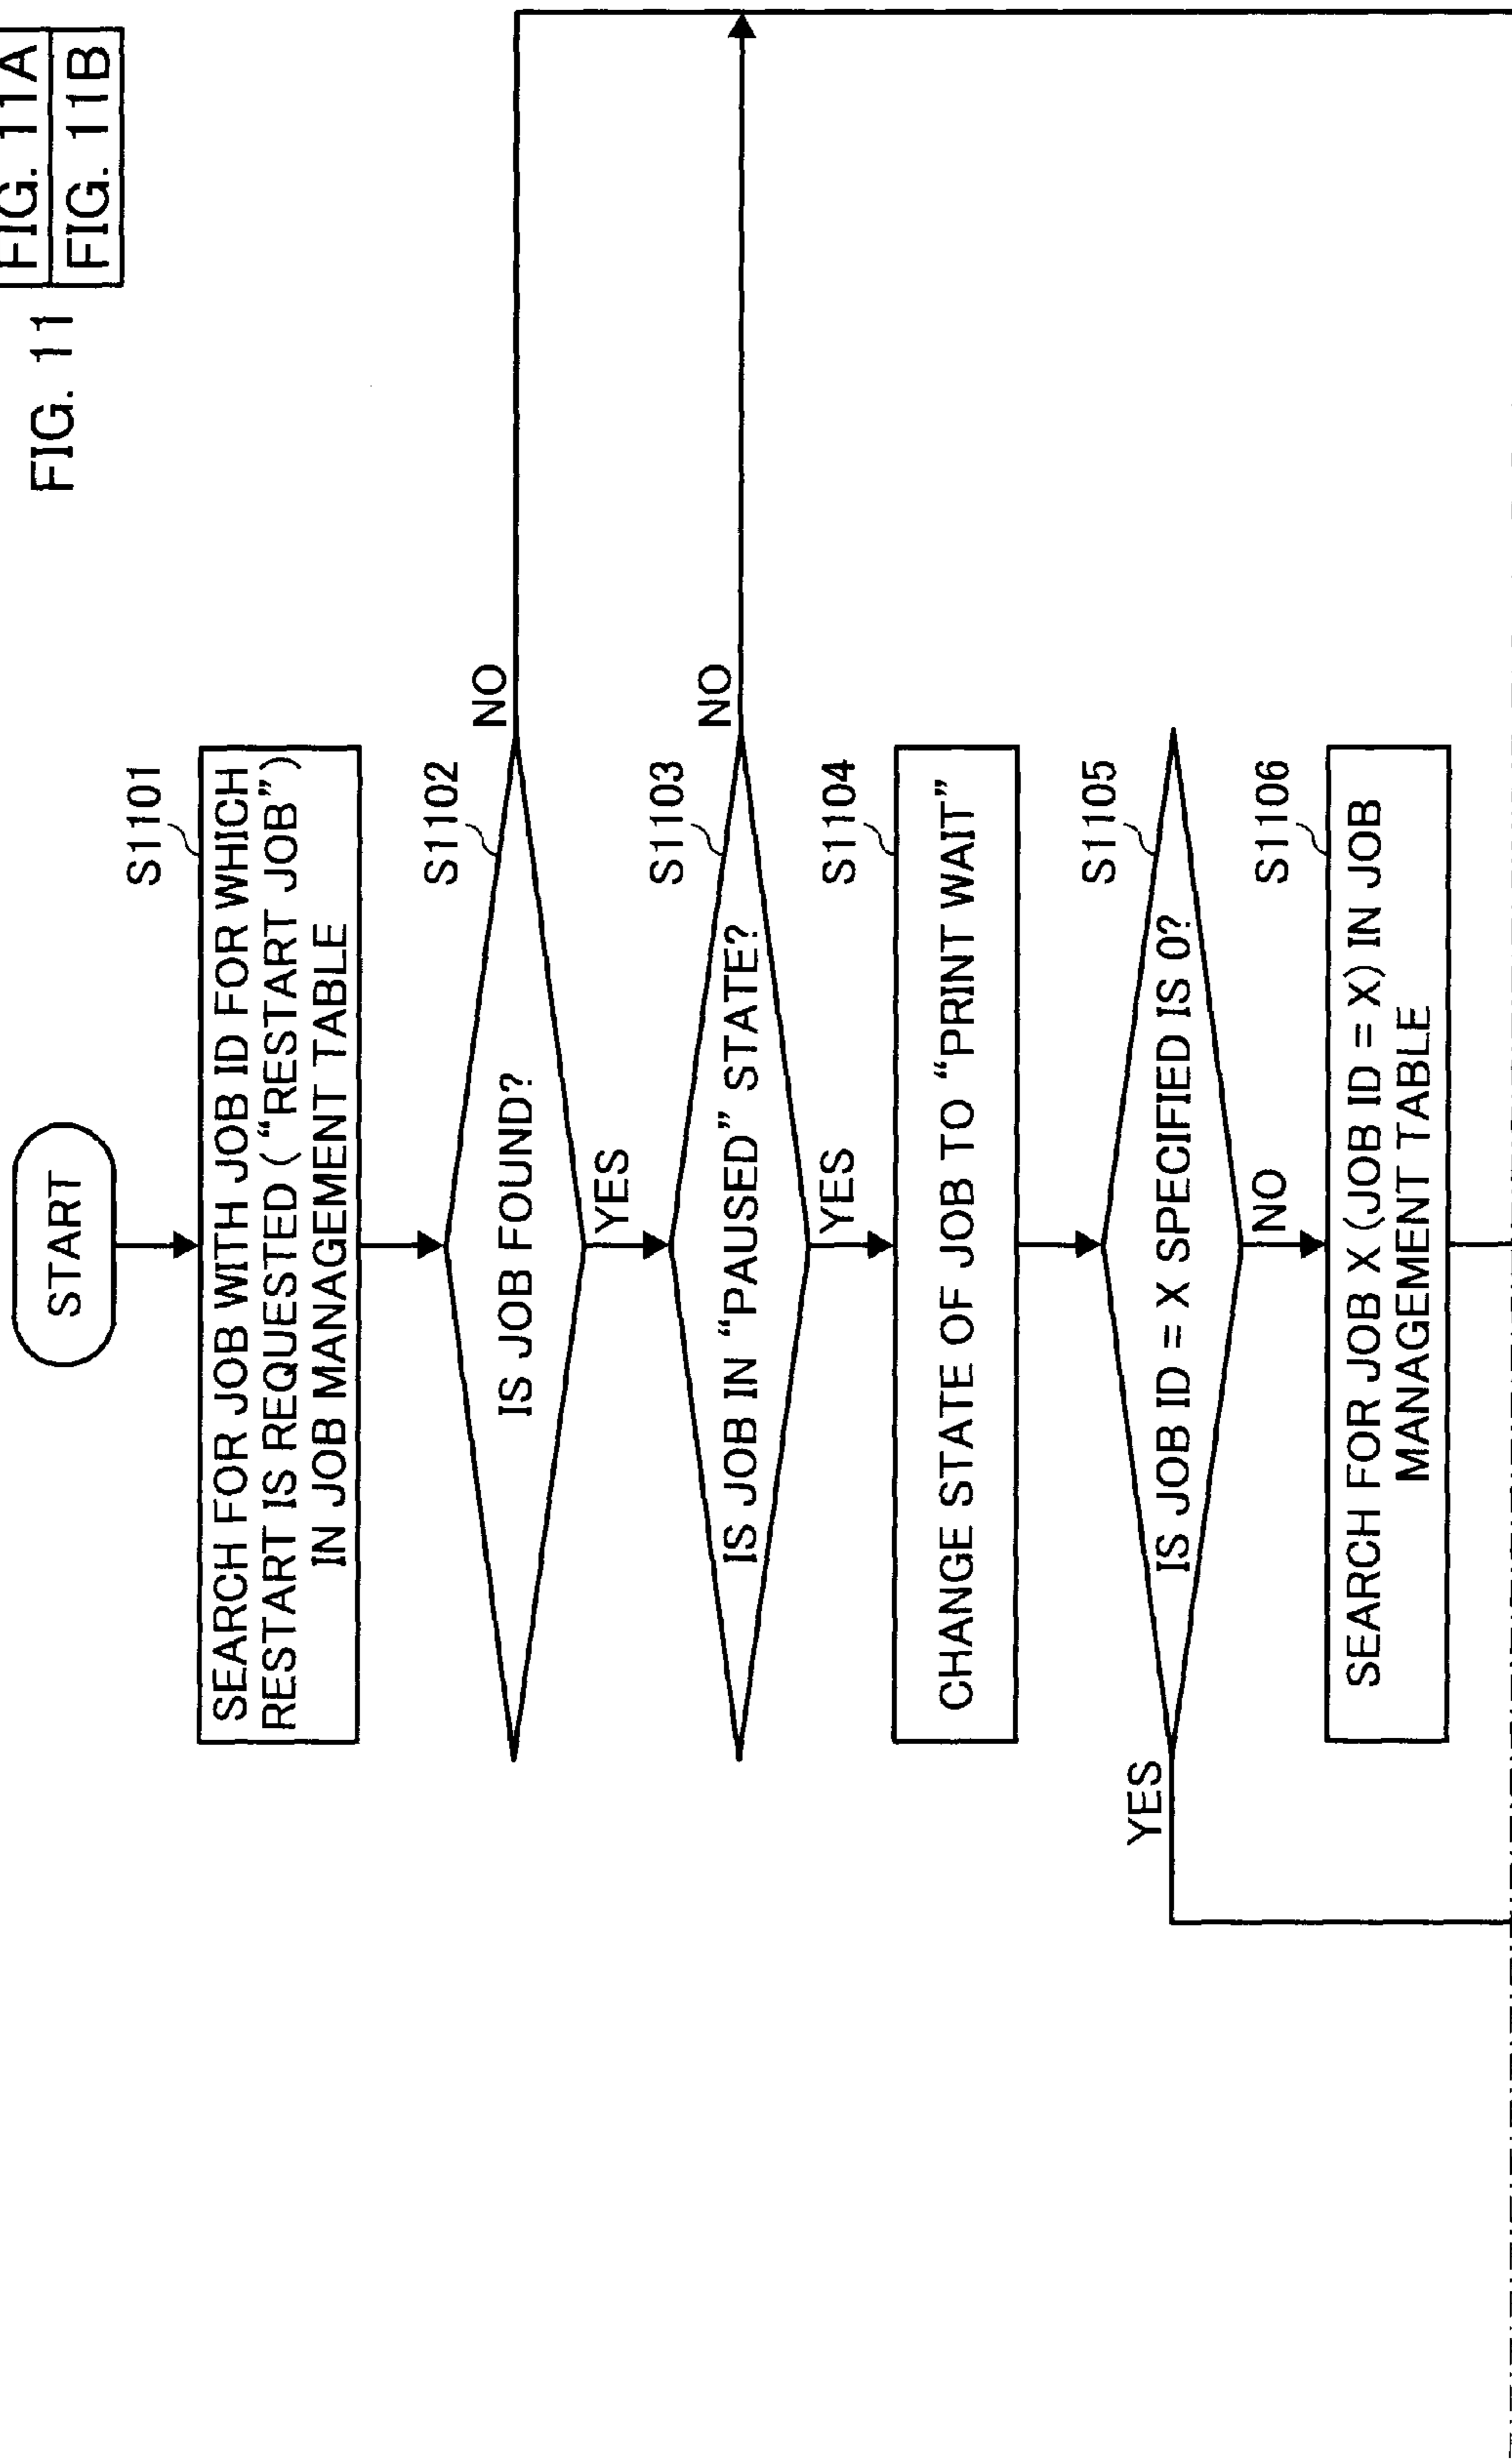 FIG. 11
FIG. 11A
FIG. 11B
START
S1101
SEARCH FOR JOB WITH JOB ID FOR WHICH
RESTART IS REQUESTED (“RESTART JOB”)
IN JOB MANAGEMENT TABLE
S1102
IS JOB FOUND?
NO
YES
S1103
IS JOB IN “PAUSED” STATE?
NO
YES
S1104
CHANGE STATE OF JOB TO “PRINT WAIT”
S1105
IS JOB ID = X SPECIFIED IS 0?
YES
NO
S1106
SEARCH FOR JOB X (JOB ID = X) IN JOB
MANAGEMENT TABLE